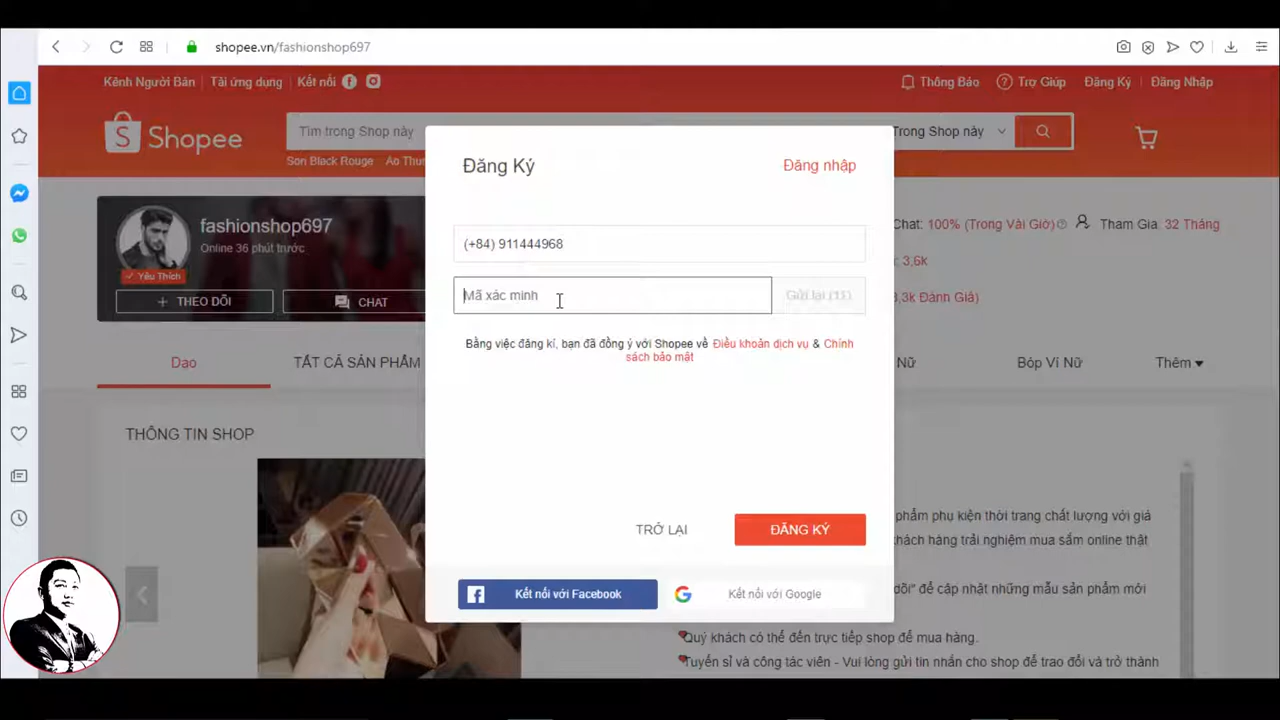 shopee.vn/fashionshop697
Kênh Người Bán Tải ứng dụng Kết nối Thông Báo Trợ Giúp Đăng Ký Đăng Nhập
Shopee
Tìm trong Shop này
Trong Shop này
Son Black Rouge Áo Thu
Đăng Ký
Đăng nhập
(+84) 911444968
Mã xác minh
Gửi lại
Bằng việc đăng kí, bạn đã đồng ý với Shopee về Điều khoản dịch vụ & Chính
sách bảo mật
TRỞ LẠI
ĐĂNG KÝ
Kết nối với Facebook
Kết nối với Google
fashionshop697
Online 36 phút trước
Yêu Thích
+ THEO DÕI
CHAT
Chat: 100% (Trong Vài Giờ)
Tham Gia: 32 Tháng
3,6k
3,3k Đánh Giá)
Dạo
TẤT CẢ SẢN PHẨM
Nữ
Bóp Ví Nữ
Thêm
THÔNG TIN SHOP
phẩm phụ kiện thời trang chất lượng với giá
khách hàng trải nghiệm mua sắm online thật
dõi" để cập nhật những mẫu sản phẩm mới
Quý khách có thể đến trực tiếp shop để mua hàng.
Tuyển sỉ và công tác viên - Vui lòng gửi tin nhắn cho shop để trao đổi và trở thành